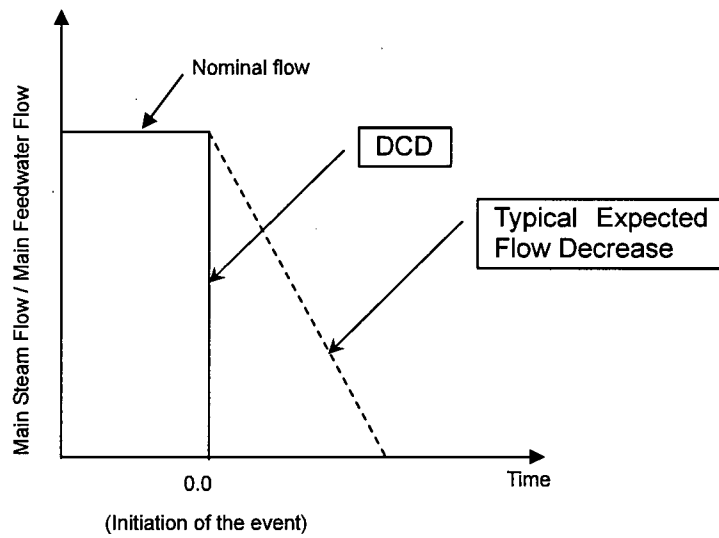 Nominal flow
DCD
Typical Expected
Flow Decrease
Main Steam Flow / Main Feedwater Flow
0.0
Time
(Initiation of the event)